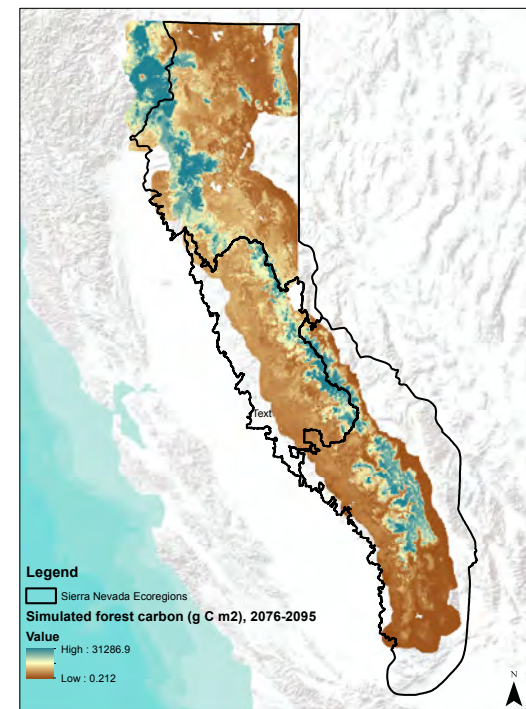 Text
Legend
Sierra Nevada Ecoregions
Simulated forest carbon (g C m2), 2076-2095
Value
High : 31286.9
Low : 0.212
N